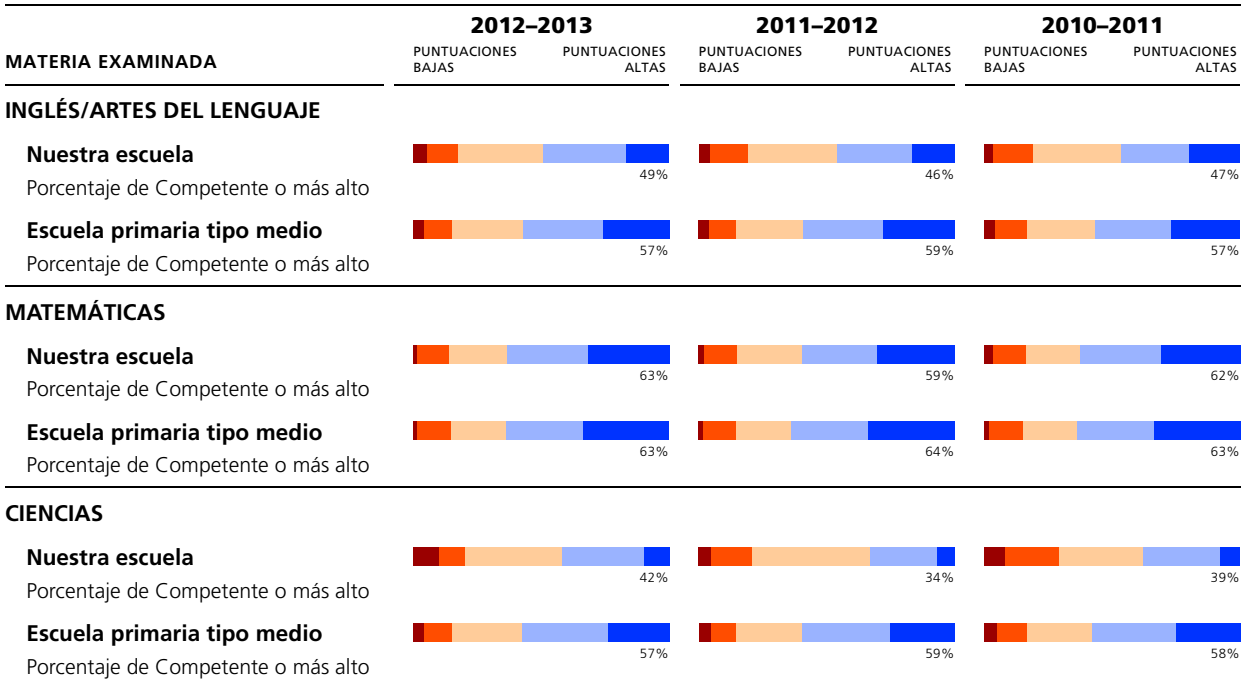 2012–2013 2011–2012 2010–2011
MATERIA EXAMINADA PUNTUACIONES BAJAS PUNTUACIONES ALTAS PUNTUACIONES BAJAS PUNTUACIONES ALTAS PUNTUACIONES BAJAS PUNTUACIONES ALTAS
INGLÉS/ARTES DEL LENGUAJE
Nuestra escuela
Porcentaje de Competente o más alto 49% 46% 47%
Escuela primaria tipo medio
Porcentaje de Competente o más alto 57% 59% 57%
MATEMÁTICAS
Nuestra escuela
Porcentaje de Competente o más alto 63% 59% 62%
Escuela primaria tipo medio
Porcentaje de Competente o más alto 63% 64% 63%
CIENCIAS
Nuestra escuela
Porcentaje de Competente o más alto 42% 34% 39%
Escuela primaria tipo medio
Porcentaje de Competente o más alto 57% 59% 58%